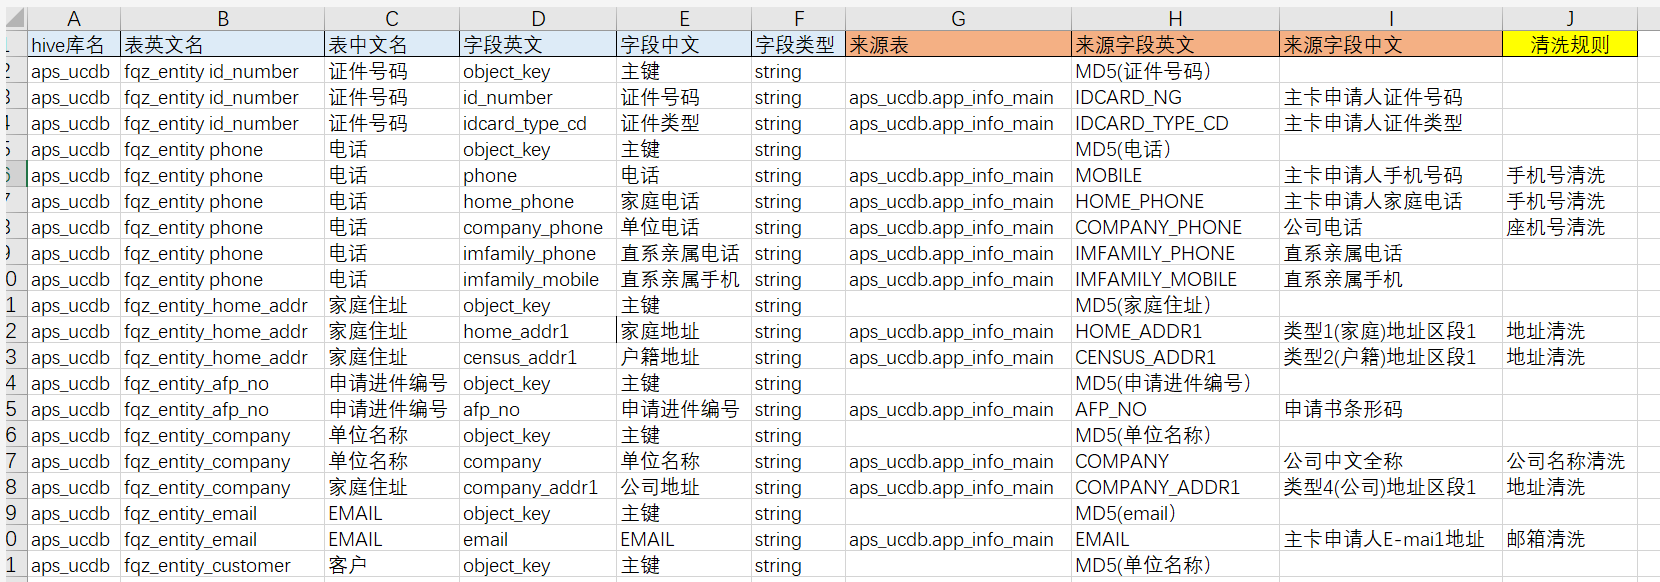 A B C D E F G H I J
1 hive库名 表英文名 表中文名 字段英文 字段中文 字段类型 来源表 来源字段英文 来源字段中文 清洗规则
2 aps_ucdb fqz_entity id_number 证件号码 object_key 主键 string MD5(证件号码)
3 aps_ucdb fqz_entity id_number 证件号码 id_number 证件号码 string aps_ucdb.app_info_main IDCARD_NG 主卡申请人证件号码
4 aps_ucdb fqz_entity id_number 证件号码 idcard_type_cd 证件类型 string aps_ucdb.app_info_main IDCARD_TYPE_CD 主卡申请人证件类型
5 aps_ucdb fqz_entity phone 电话 object_key 主键 string MD5(电话)
6 aps_ucdb fqz_entity phone 电话 phone 电话 string aps_ucdb.app_info_main MOBILE 主卡申请人手机号码 手机号清洗
7 aps_ucdb fqz_entity phone 电话 home_phone 家庭电话 string aps_ucdb.app_info_main HOME_PHONE 主卡申请人家庭电话 手机号清洗
8 aps_ucdb fqz_entity phone 电话 company_phone 单位电话 string aps_ucdb.app_info_main COMPANY_PHONE 公司电话 座机号清洗
9 aps_ucdb fqz_entity phone 电话 imfamily_phone 直系亲属电话 string aps_ucdb.app_info_main IMFAMILY_PHONE 直系亲属电话
0 aps_ucdb fqz_entity phone 电话 imfamily_mobile 直系亲属手机 string aps_ucdb.app_info_main IMFAMILY_MOBILE 直系亲属手机
1 aps_ucdb fqz_entity_home_addr 家庭住址 object_key 主键 string MD5(家庭住址)
2 aps_ucdb fqz_entity_home_addr 家庭住址 home_addr1 家庭地址 string aps_ucdb.app_info_main HOME_ADDR1 类型1(家庭)地址区段1 地址清洗
3 aps_ucdb fqz_entity_home_addr 家庭住址 census_addr1 户籍地址 string aps_ucdb.app_info_main CENSUS_ADDR1 类型2(户籍)地址区段1 地址清洗
4 aps_ucdb fqz_entity_afp_no 申请进件编号 object_key 主键 string MD5(申请进件编号)
5 aps_ucdb fqz_entity_afp_no 申请进件编号 afp_no 申请进件编号 string aps_ucdb.app_info_main AFP_NO 申请书条形码
6 aps_ucdb fqz_entity_company 单位名称 object_key 主键 string MD5(单位名称)
7 aps_ucdb fqz_entity_company 单位名称 company 单位名称 string aps_ucdb.app_info_main COMPANY 公司中文全称 公司名称清洗
8 aps_ucdb fqz_entity_company 家庭住址 company_addr1 公司地址 string aps_ucdb.app_info_main COMPANY_ADDR1 类型4(公司)地址区段1 地址清洗
9 aps_ucdb fqz_entity_email EMAIL object_key 主键 string MD5(email)
0 aps_ucdb fqz_entity_email EMAIL email EMAIL string aps_ucdb.app_info_main EMAIL 主卡申请人E-mai1地址 邮箱清洗
1 aps_ucdb fqz_entity_customer 客户 object_key 主键 string MD5(单位名称)